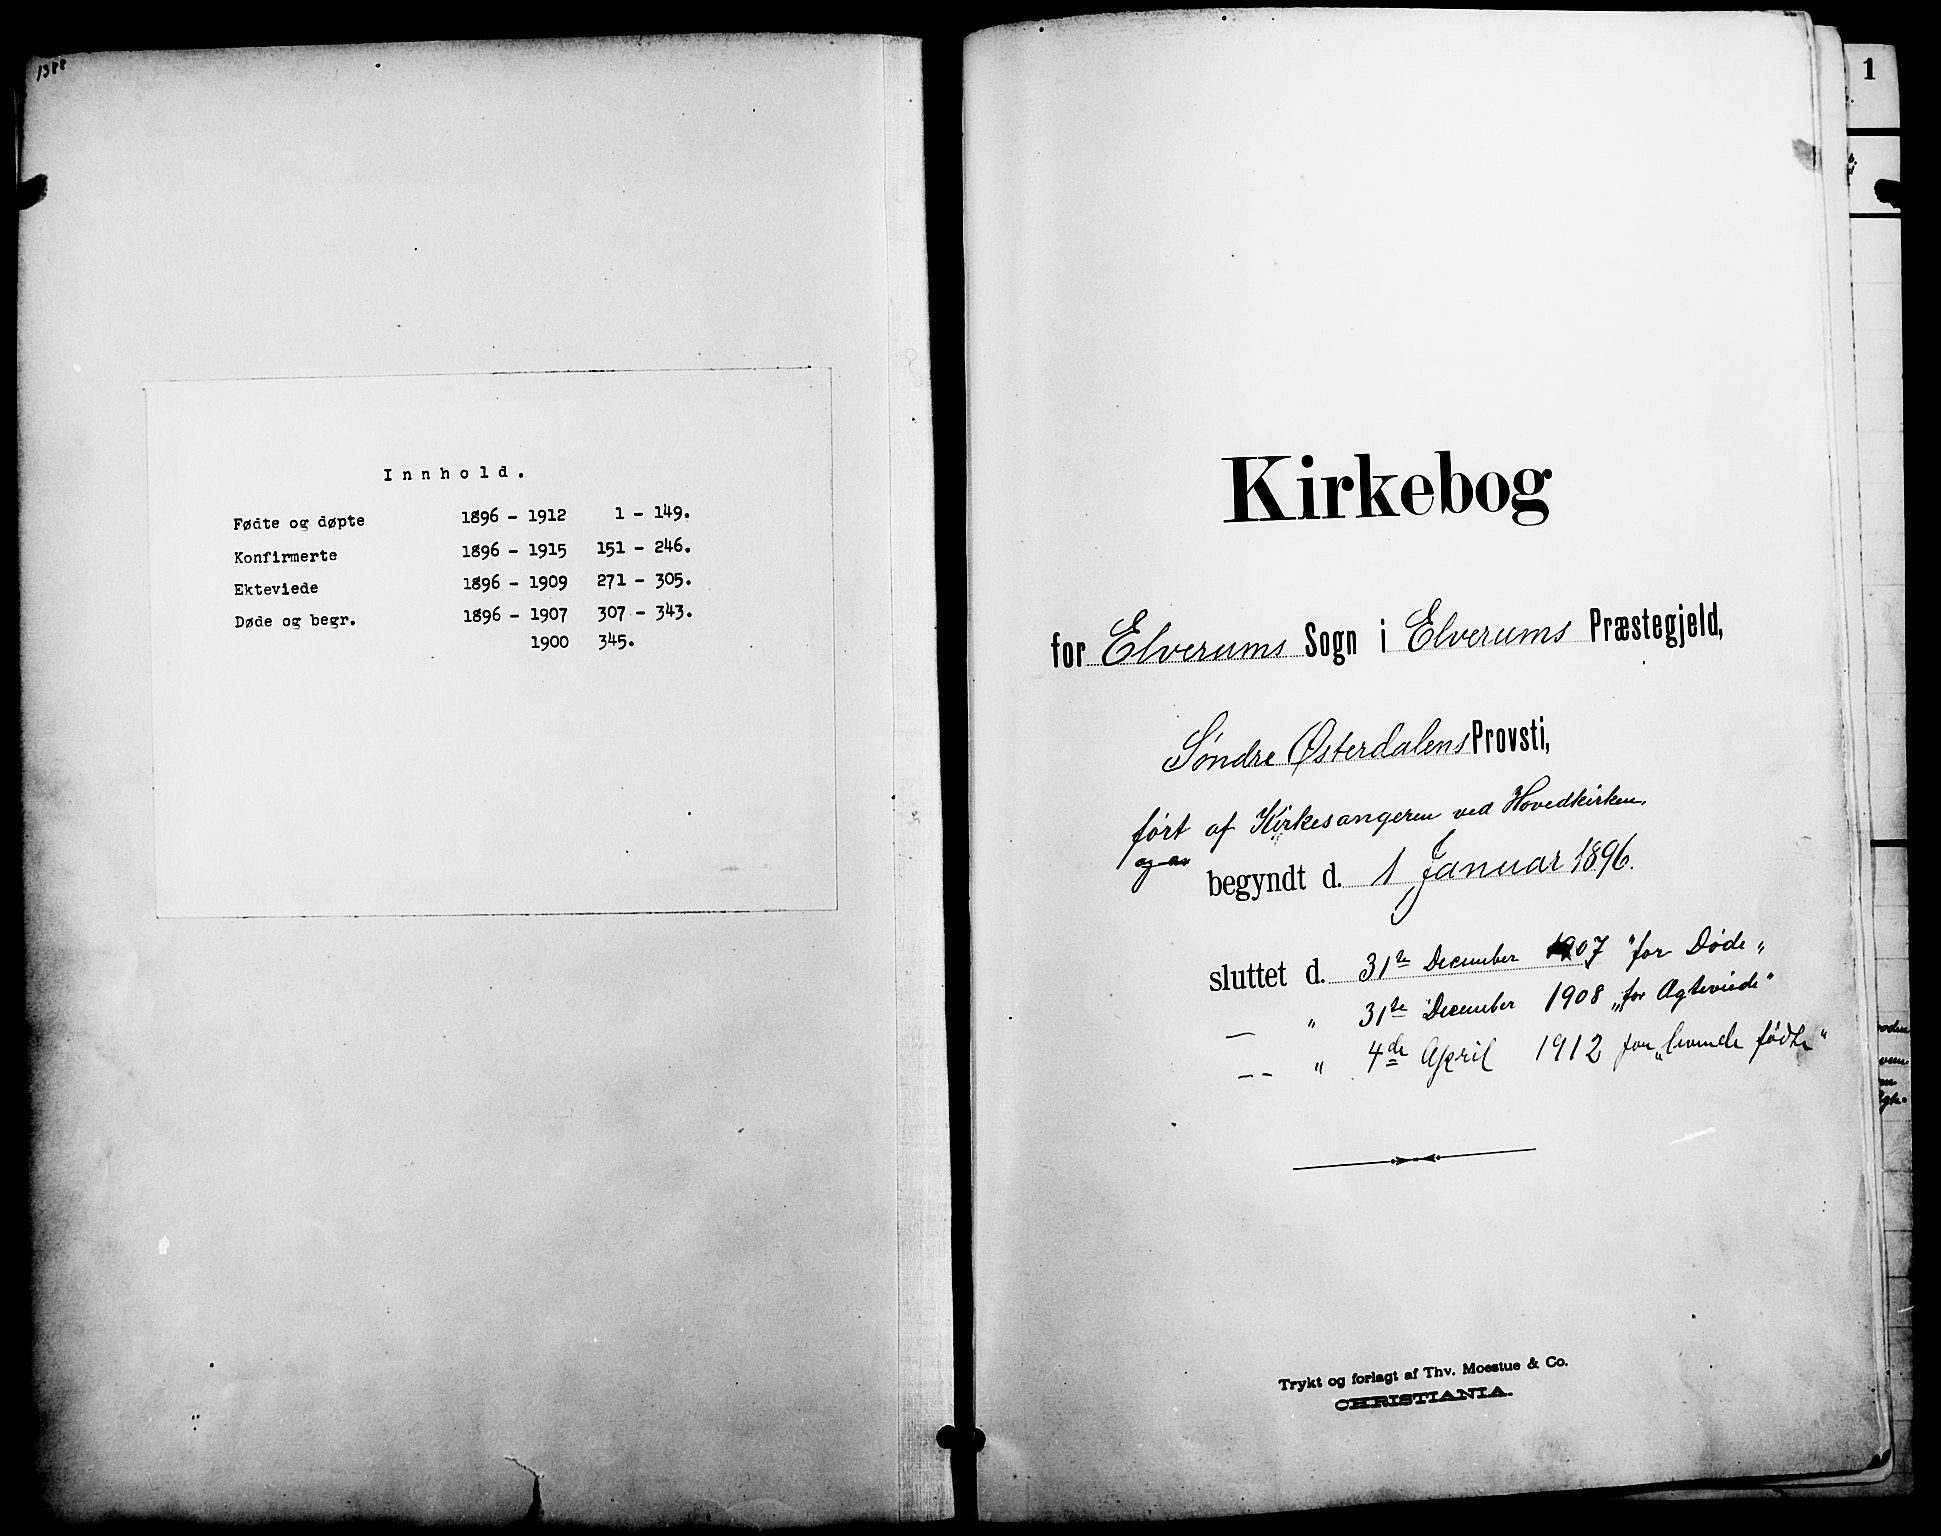 1388
Innhold.
Fødte og døpte 1896 - 1912 1 - 149.
Konfirmerte 1896 - 1915 151 - 246.
Ekteviede 1896 - 1909 271 - 305.
Døde og begr. 1896 - 1907 307 - 343.
1900 345.
1
Kirkebog
for Elverums Sogn i Elverums Præstegjeld,
Søndre Østerdalens Provsti,
ført af Kirkesangeren ved Hovedkirken.
og
begyndt d. 1 Januar 1896.
sluttet d. 31te December 1907 "for Døde"
— " 31te December 1908 "for Ægteviede"
— — " 4de April 1912 for "levende fødte"
Trykt og forlagt af Thv. Moestue & Co.
CHRISTIANIA.